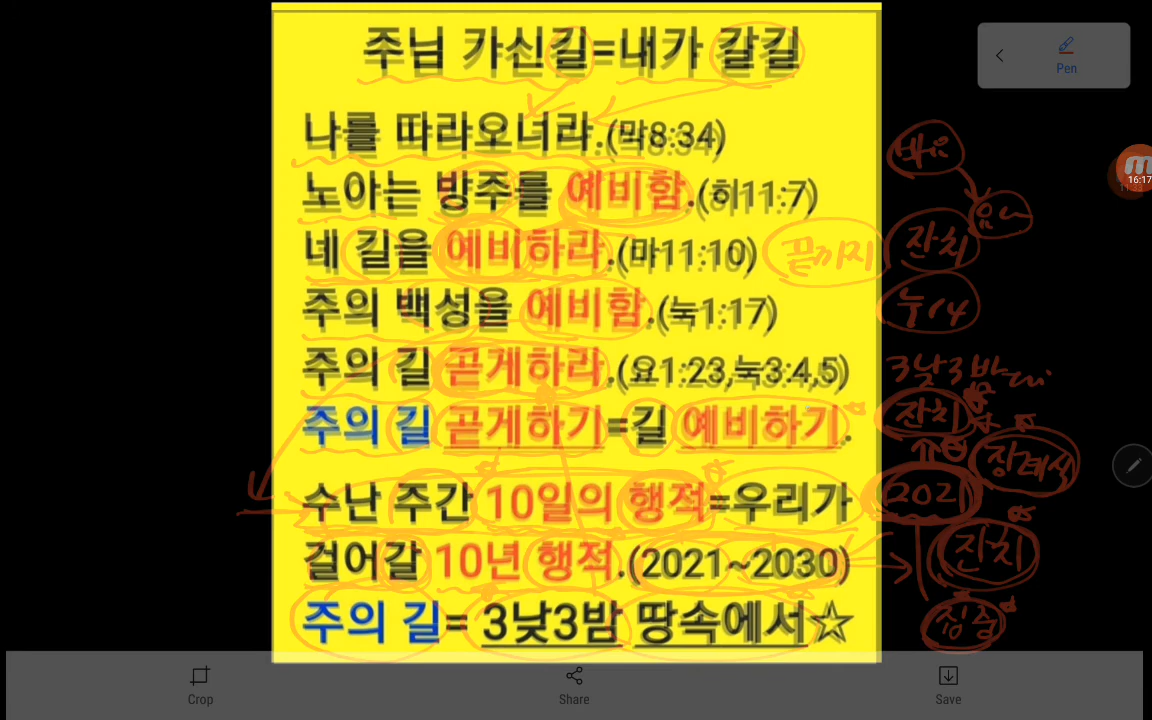 주님 가신길=내가 갈길
나를 따라오너라.(막8:34)
노아는 방주를 예비함.(히11:7)
네 길을 예비하라.(마11:10)
주의 백성을 예비함.(눅1:17)
주의 길 곧게하라.(요1:23,눅3:4,5)
주의 길 곧게하기=길 예비하기.
수난 주간 10일의 행적=우리가
걸어갈 10년 행적.(2021~2030)
주의 길= 3낮3밤 땅속에서☆
끝까지
잔치
눅14
3낮3밤
잔치
장례식
2021
잔치
Pen
16:17
11:53
Crop
Share
Save